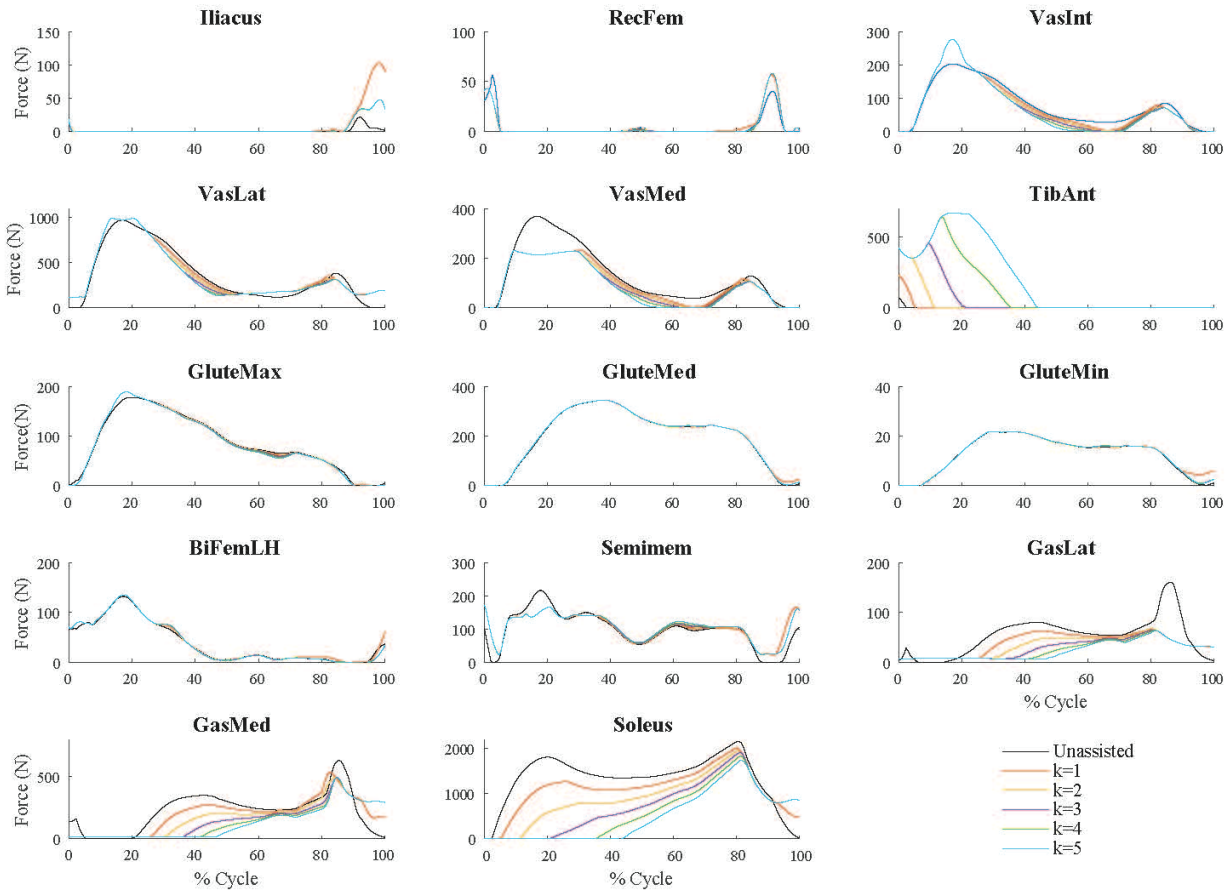 Iliacus
RecFem
VasInt
Force (N)
150
100
50
0
0 20 40 60 80 100
100
50
0
0 20 40 60 80 100
300
200
100
0
0 20 40 60 80 100
VasLat
VasMed
TibAnt
Force (N)
1000
500
0
0 20 40 60 80 100
400
200
0
0 20 40 60 80 100
500
0
0 20 40 60 80 100
GluteMax
GluteMed
GluteMin
Force(N)
200
100
0
0 20 40 60 80 100
400
200
0
0 20 40 60 80 100
40
20
0
0 20 40 60 80 100
BiFemLH
Semimem
GasLat
Force (N)
200
100
0
0 20 40 60 80 100
300
200
100
0
0 20 40 60 80 100
200
100
0
0 20 40 60 80 100
% Cycle
GasMed
Soleus
Force (N)
500
0
0 20 40 60 80 100
% Cycle
2000
1000
0
0 20 40 60 80 100
% Cycle
Unassisted
k=1
k=2
k=3
k=4
k=5